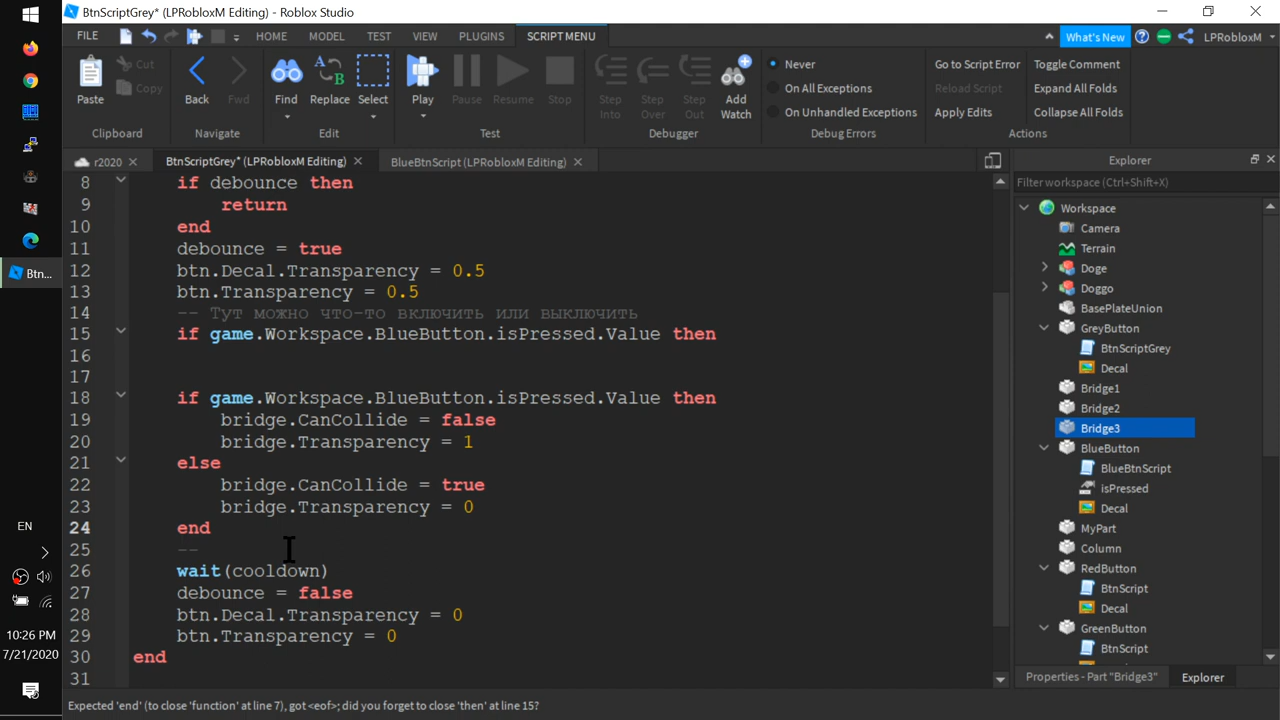 BtnScriptGrey* (LPRobloxM Editing) - Roblox Studio
FILE HOME MODEL TEST VIEW PLUGINS SCRIPT MENU What's New LPRobloxM
Paste Cut Copy Back Fwd Find Replace Select Play Pause Resume Stop Step Into Step Over Step Out Add Watch
Never
On All Exceptions
On Unhandled Exceptions
Go to Script Error
Reload Script
Apply Edits
Toggle Comment
Expand All Folds
Collapse All Folds
Clipboard Navigate Edit Test Debugger Debug Errors Actions
r2020 BtnScriptGrey* (LPRobloxM Editing) BlueBtnScript (LPRobloxM Editing)
8 if debounce then
9 return
10 end
11 debounce = true
12 btn.Decal.Transparency = 0.5
13 btn.Transparency = 0.5
14 -- Тут можно что-то включить или выключить
15 if game.Workspace.BlueButton.isPressed.Value then
16
17
18 if game.Workspace.BlueButton.isPressed.Value then
19 bridge.CanCollide = false
20 bridge.Transparency = 1
21 else
22 bridge.CanCollide = true
23 bridge.Transparency = 0
24 end
25 --
26 wait(cooldown)
27 debounce = false
28 btn.Decal.Transparency = 0
29 btn.Transparency = 0
30 end
31
Explorer
Filter workspace (Ctrl+Shift+X)
Workspace
Camera
Terrain
Doge
Doggo
BasePlateUnion
GreyButton
BtnScriptGrey
Decal
Bridge1
Bridge2
Bridge3
BlueButton
BlueBtnScript
isPressed
Decal
MyPart
Column
RedButton
BtnScript
Decal
GreenButton
BtnScript
Properties - Part "Bridge3" Explorer
Expected 'end' (to close 'function' at line 7), got <eof>; did you forget to close 'then' at line 15?
Btn...
EN
10:26 PM
7/21/2020